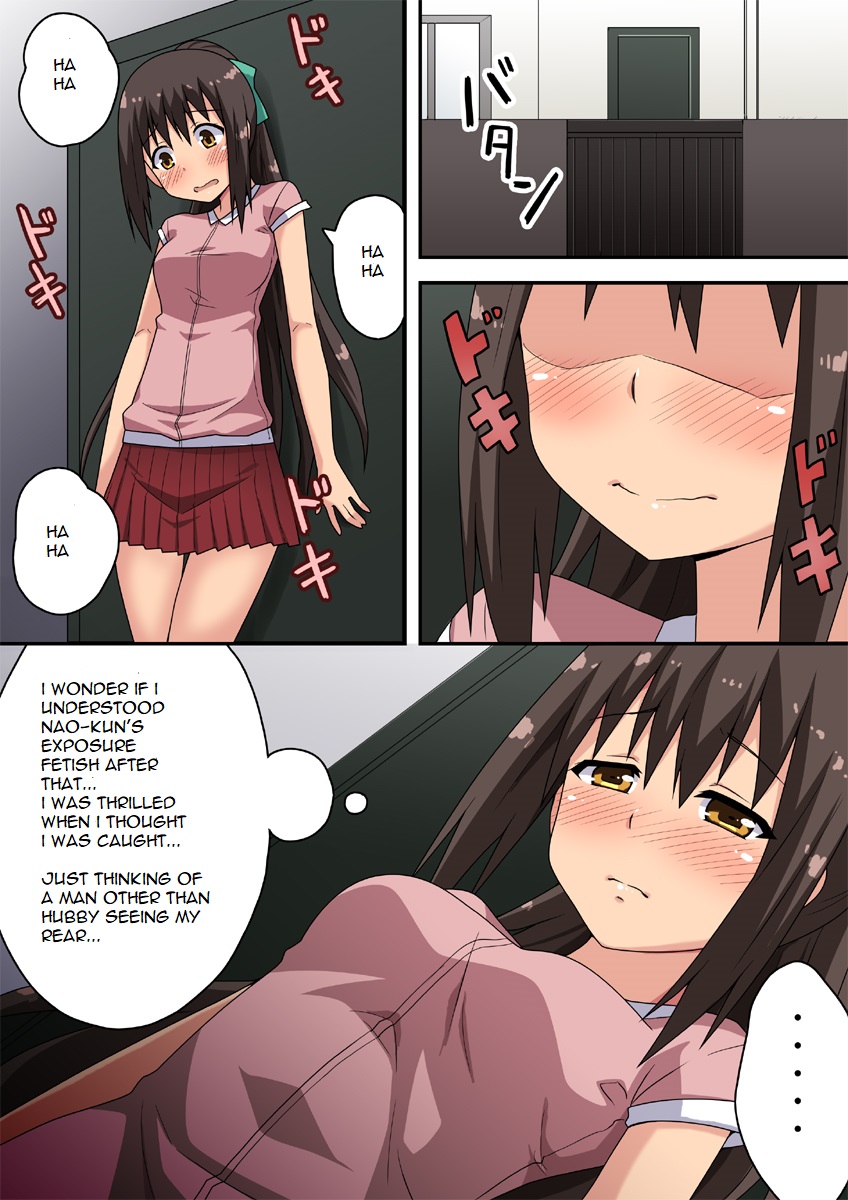 バタン
HA
HA
ドキ
HA
HA
ドキ
HA
HA
ドキ
ドキ
ドキ
I WONDER IF I
UNDERSTOOD
NAO-KUN'S
EXPOSURE
FETISH AFTER
THAT...
I WAS THRILLED
WHEN I THOUGHT
I WAS CAUGHT...
JUST THINKING OF
A MAN OTHER THAN
HUBBY SEEING MY
REAR...
.....